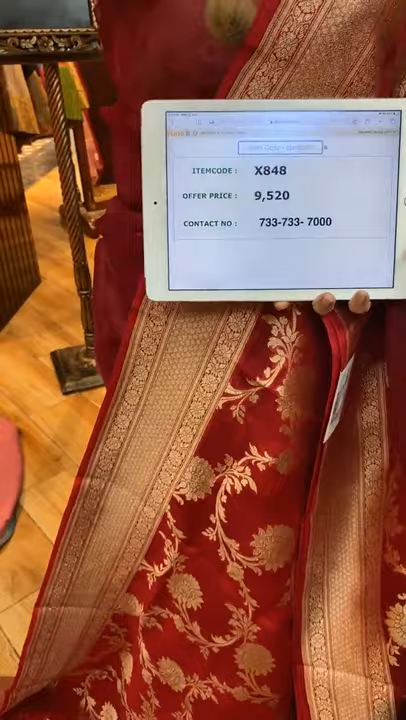 ITEMCODE : X848
OFFER PRICE : 9,520
CONTACT NO : 733-733- 7000